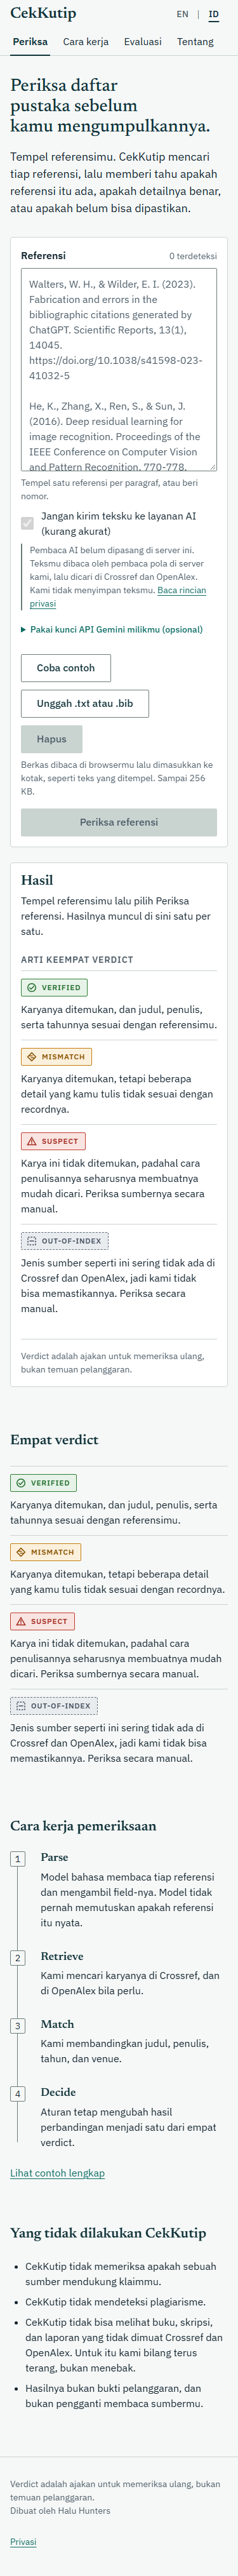 CekKutip
EN | ID
Periksa Cara kerja Evaluasi Tentang
Periksa daftar
pustaka sebelum
kamu mengumpulkannya.
Tempel referensimu. CekKutip mencari
tiap referensi, lalu memberi tahu apakah
referensi itu ada, apakah detailnya benar,
atau apakah belum bisa dipastikan.
Referensi 0 terdeteksi
Walters, W. H., & Wilder, E. I. (2023).
Fabrication and errors in the
bibliographic citations generated by
ChatGPT. Scientific Reports, 13(1),
14045.
https://doi.org/10.1038/s41598-023-
41032-5
He, K., Zhang, X., Ren, S., & Sun, J.
(2016). Deep residual learning for
image recognition. Proceedings of the
IEEE Conference on Computer Vision
and Pattern Recognition, 770-778.
Tempel satu referensi per paragraf, atau beri
nomor.
Jangan kirim teksku ke layanan AI
(kurang akurat)
Pembaca AI belum dipasang di server ini.
Teksmu dibaca oleh pembaca pola di server
kami, lalu dicari di Crossref dan OpenAlex.
Kami tidak menyimpan teksmu. Baca rincian
privasi
Pakai kunci API Gemini milikmu (opsional)
Coba contoh
Unggah .txt atau .bib
Hapus
Berkas dibaca di browsermu lalu dimasukkan ke
kotak, seperti teks yang ditempel. Sampai 256
KB.
Periksa referensi
Hasil
Tempel referensimu lalu pilih Periksa
referensi. Hasilnya muncul di sini satu per
satu.
ARTI KEEMPAT VERDICT
VERIFIED
Karyanya ditemukan, dan judul, penulis,
serta tahunnya sesuai dengan referensimu.
MISMATCH
Karyanya ditemukan, tetapi beberapa
detail yang kamu tulis tidak sesuai dengan
recordnya.
SUSPECT
Karya ini tidak ditemukan, padahal cara
penulisannya seharusnya membuatnya
mudah dicari. Periksa sumbernya secara
manual.
OUT-OF-INDEX
Jenis sumber seperti ini sering tidak ada di
Crossref dan OpenAlex, jadi kami tidak
bisa memastikannya. Periksa secara
manual.
Verdict adalah ajakan untuk memeriksa ulang,
bukan temuan pelanggaran.
Empat verdict
VERIFIED
Karyanya ditemukan, dan judul, penulis, serta
tahunnya sesuai dengan referensimu.
MISMATCH
Karyanya ditemukan, tetapi beberapa detail
yang kamu tulis tidak sesuai dengan recordnya.
SUSPECT
Karya ini tidak ditemukan, padahal cara
penulisannya seharusnya membuatnya mudah
dicari. Periksa sumbernya secara manual.
OUT-OF-INDEX
Jenis sumber seperti ini sering tidak ada di
Crossref dan OpenAlex, jadi kami tidak bisa
memastikannya. Periksa secara manual.
Cara kerja pemeriksaan
1 Parse
Model bahasa membaca tiap referensi
dan mengambil field-nya. Model tidak
pernah memutuskan apakah referensi
itu nyata.
2 Retrieve
Kami mencari karyanya di Crossref, dan
di OpenAlex bila perlu.
3 Match
Kami membandingkan judul, penulis,
tahun, dan venue.
4 Decide
Aturan tetap mengubah hasil
perbandingan menjadi satu dari empat
verdict.
Lihat contoh lengkap
Yang tidak dilakukan CekKutip
• CekKutip tidak memeriksa apakah sebuah
sumber mendukung klaimmu.
• CekKutip tidak mendeteksi plagiarisme.
• CekKutip tidak bisa melihat buku, skripsi,
dan laporan yang tidak dimuat Crossref dan
OpenAlex. Untuk itu kami bilang terus
terang, bukan menebak.
• Hasilnya bukan bukti pelanggaran, dan
bukan pengganti membaca sumbermu.
Verdict adalah ajakan untuk memeriksa ulang, bukan
temuan pelanggaran.
Dibuat oleh Halu Hunters
Privasi